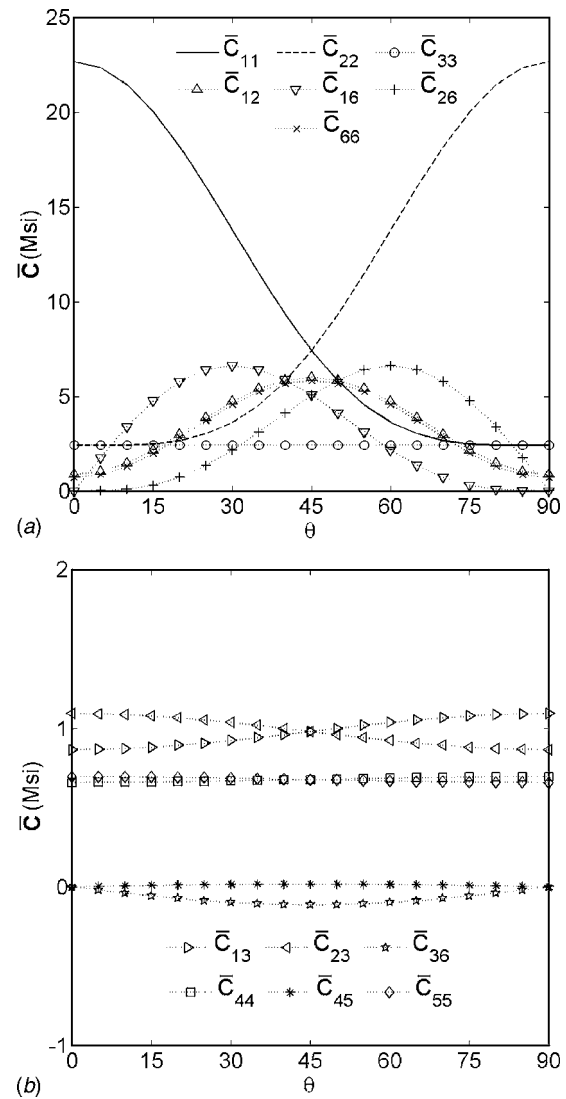 25
20
15
10
5
0
C̄ (Msi)
C̄₁₁ C̄₂₂ C̄₃₃
C̄₁₂ C̄₁₆ C̄₂₆
C̄₆₆
0 15 30 45 60 75 90
θ
(a)
2
1
0
-1
C̄ (Msi)
C̄₁₃ C̄₂₃ C̄₃₆
C̄₄₄ C̄₄₅ C̄₅₅
0 15 30 45 60 75 90
θ
(b)